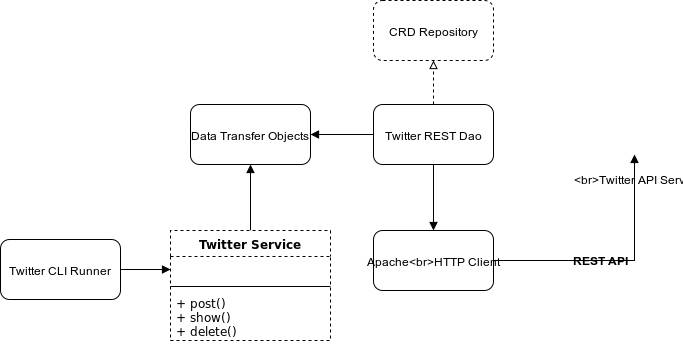 CRD Repository
Data Transfer Objects
Twitter REST Dao
<br>Twitter API Serv
Twitter Service
Twitter CLI Runner
Apache<br>HTTP Client
REST API
+ post()
+ show()
+ delete()